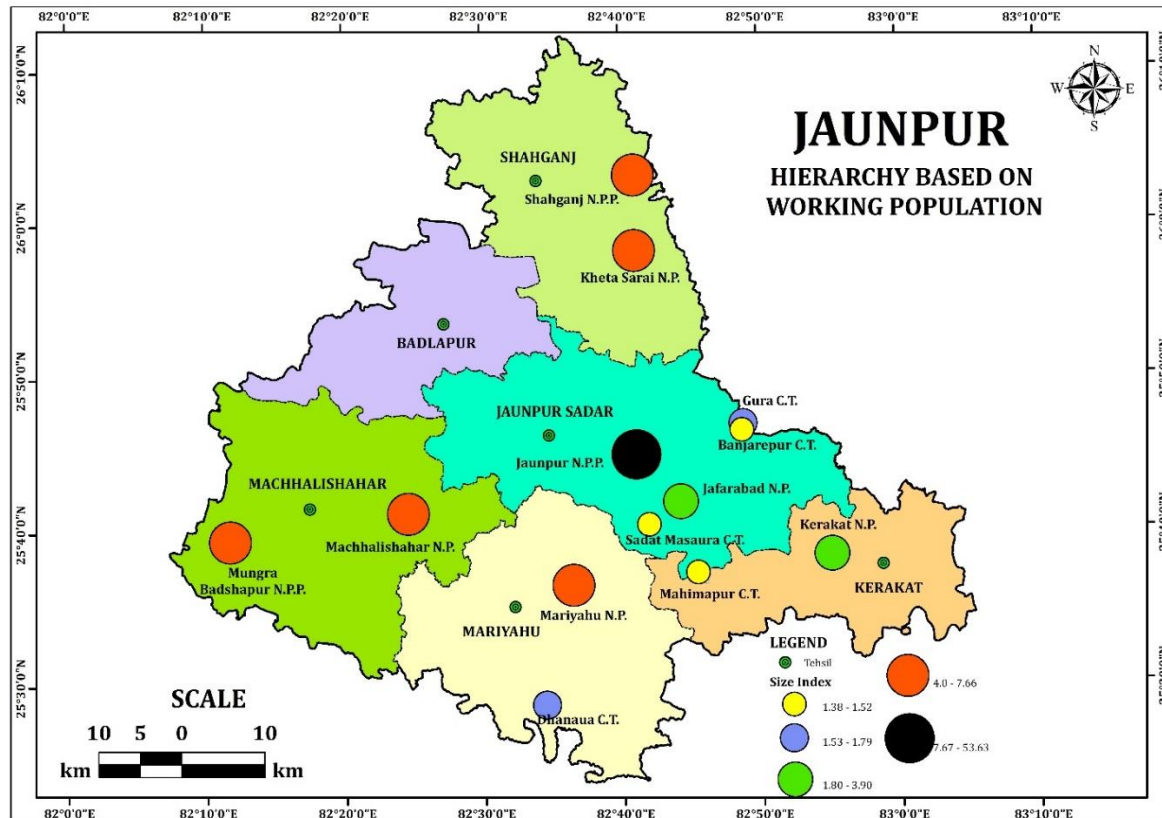 82°0'0"E 82°10'0"E 82°20'0"E 82°30'0"E 82°40'0"E 82°50'0"E 83°0'0"E 83°10'0"E
26°10'0"N
26°0'0"N
25°50'0"N
25°40'0"N
25°30'0"N
N
W E
S
JAUNPUR
HIERARCHY BASED ON
WORKING POPULATION
SHAHGANJ
Shahganj N.P.P.
Kheta Sarai N.P.
BADLAPUR
Gura C.T.
JAUNPUR SADAR
Banjarepur C.T.
Jaunpur N.P.P.
MACHHALISHAHAR
Jafarabad N.P.
Kerakat N.P.
Machhalishahar N.P.
Sadat Masaura C.T.
Mungra
Badshapur N.P.P.
Mahimapur C.T.
KERAKAT
Mariyahu N.P.
MARIYAHU
Dhanaua C.T.
LEGEND
Tehsil
Size Index
1.38 - 1.52
1.53 - 1.79
1.80 - 3.90
4.0 - 7.66
7.67 - 53.63
SCALE
10 5 0 10
km km
82°0'0"E 82°10'0"E 82°20'0"E 82°30'0"E 82°40'0"E 82°50'0"E 83°0'0"E 83°10'0"E